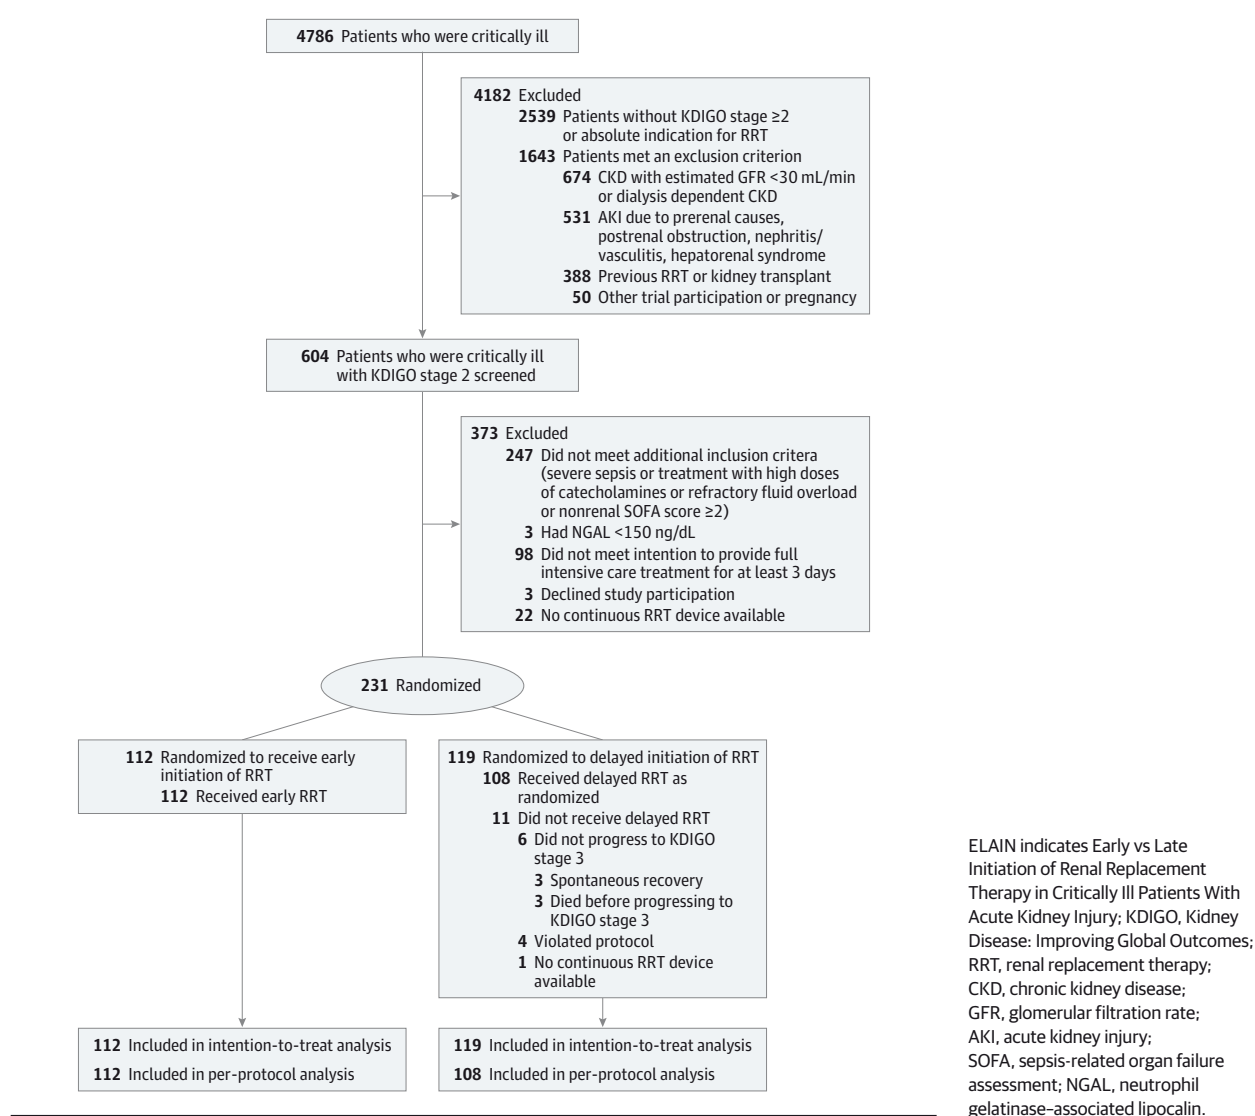 4786 Patients who were critically ill
4182 Excluded
2539 Patients without KDIGO stage ≥2
or absolute indication for RRT
1643 Patients met an exclusion criterion
674 CKD with estimated GFR <30 mL/min
or dialysis dependent CKD
531 AKI due to prerenal causes,
postrenal obstruction, nephritis/
vasculitis, hepatorenal syndrome
388 Previous RRT or kidney transplant
50 Other trial participation or pregnancy
604 Patients who were critically ill
with KDIGO stage 2 screened
373 Excluded
247 Did not meet additional inclusion critera
(severe sepsis or treatment with high doses
of catecholamines or refractory fluid overload
or nonrenal SOFA score ≥2)
3 Had NGAL <150 ng/dL
98 Did not meet intention to provide full
intensive care treatment for at least 3 days
3 Declined study participation
22 No continuous RRT device available
231 Randomized
112 Randomized to receive early
initiation of RRT
112 Received early RRT
119 Randomized to delayed initiation of RRT
108 Received delayed RRT as
randomized
11 Did not receive delayed RRT
6 Did not progress to KDIGO
stage 3
3 Spontaneous recovery
3 Died before progressing to
KDIGO stage 3
4 Violated protocol
1 No continuous RRT device
available
112 Included in intention-to-treat analysis
112 Included in per-protocol analysis
119 Included in intention-to-treat analysis
108 Included in per-protocol analysis
ELAIN indicates Early vs Late
Initiation of Renal Replacement
Therapy in Critically Ill Patients With
Acute Kidney Injury; KDIGO, Kidney
Disease: Improving Global Outcomes;
RRT, renal replacement therapy;
CKD, chronic kidney disease;
GFR, glomerular filtration rate;
AKI, acute kidney injury;
SOFA, sepsis-related organ failure
assessment; NGAL, neutrophil
gelatinase–associated lipocalin.